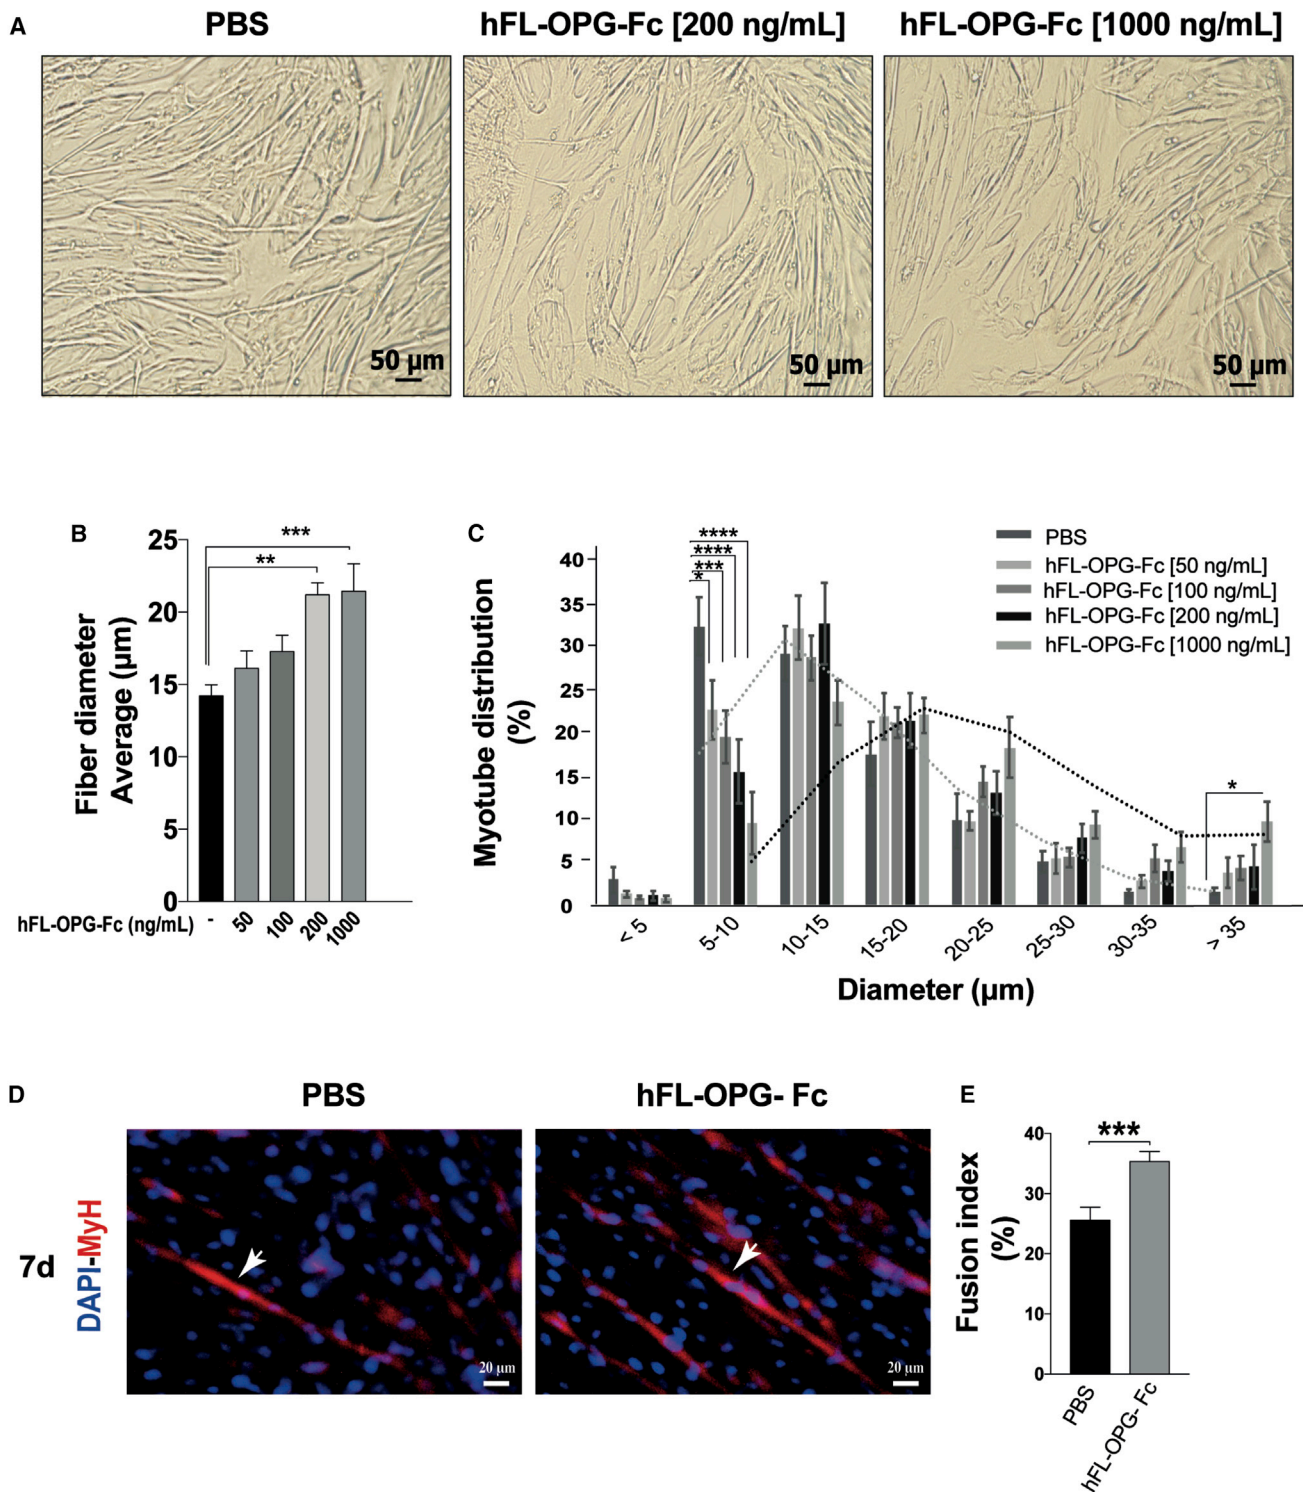 A
PBS
hFL-OPG-Fc [200 ng/mL]
hFL-OPG-Fc [1000 ng/mL]
50 µm
50 µm
50 µm
B
Fiber diameter
Average (µm)
25
20
15
10
5
0
**
***
hFL-OPG-Fc (ng/mL)
-
50
100
200
1000
C
Myotube distribution
(%)
40
35
30
25
20
15
10
5
0
****
****
***
*
*
PBS
hFL-OPG-Fc [50 ng/mL]
hFL-OPG-Fc [100 ng/mL]
hFL-OPG-Fc [200 ng/mL]
hFL-OPG-Fc [1000 ng/mL]
< 5
5-10
10-15
15-20
20-25
25-30
30-35
> 35
Diameter (µm)
D
PBS
hFL-OPG- Fc
7d
DAPI-MyH
20 µm
20 µm
E
Fusion index
(%)
40
30
20
10
0
***
PBS
hFL-OPG- Fc